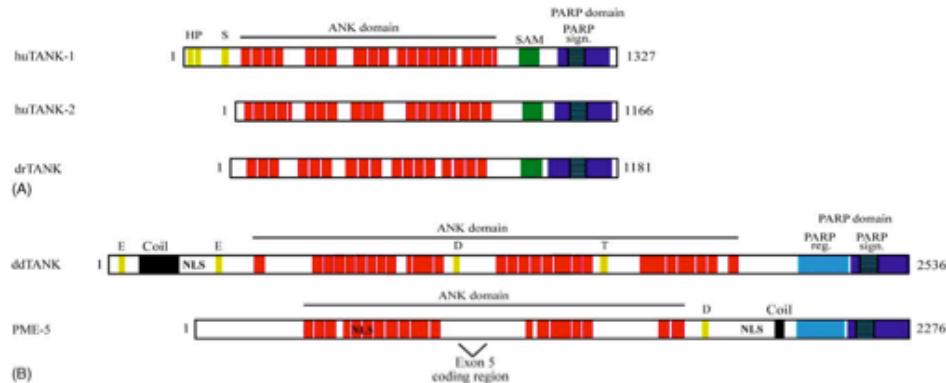 PARP domain
ANK domain
HP S SAM PARP sign.
huTANK-1 1 1327
huTANK-2 1 1166
drTANK 1 1181
(A)
PARP domain
ANK domain
E Coil NLS E D T PARP reg. PARP sign.
ddTANK 1 2536
ANK domain
D Coil
PME-5 1 NLS NLS 2276
Exon 5
coding region
(B)